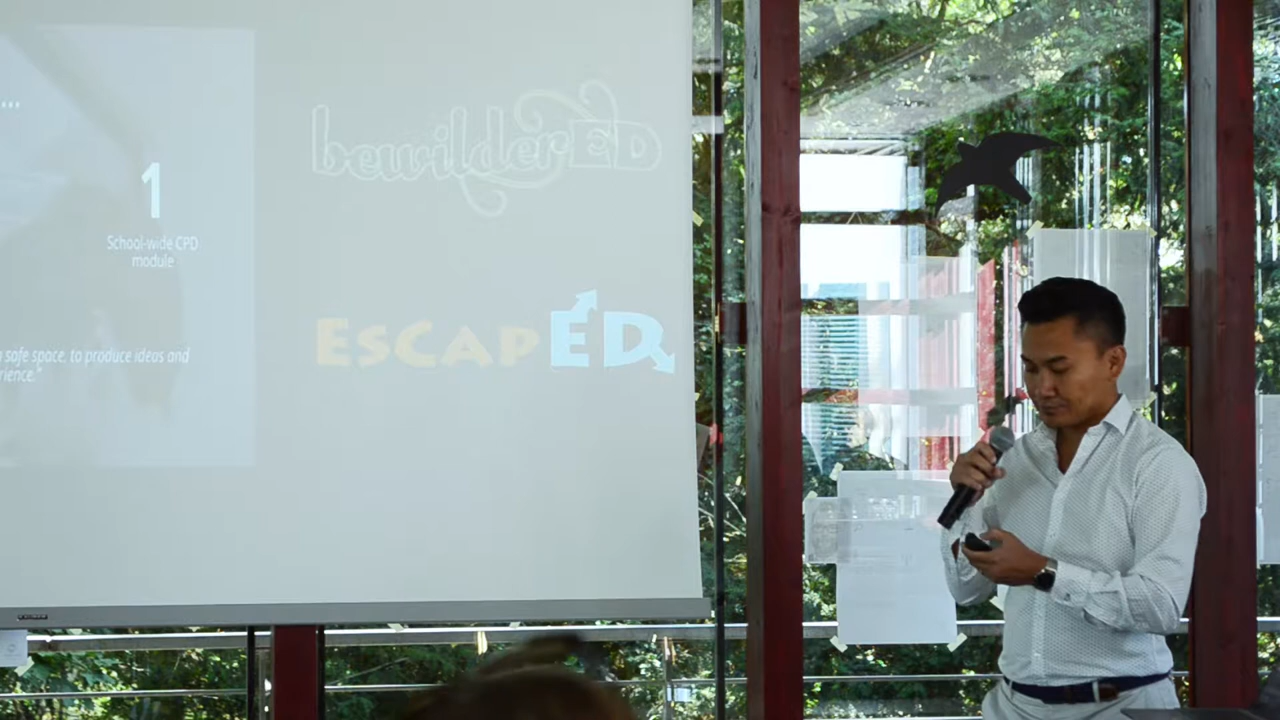 ...
1
School-wide CPD
module
safe space, to produce ideas and
rience."
bewilderED
ESCAPED